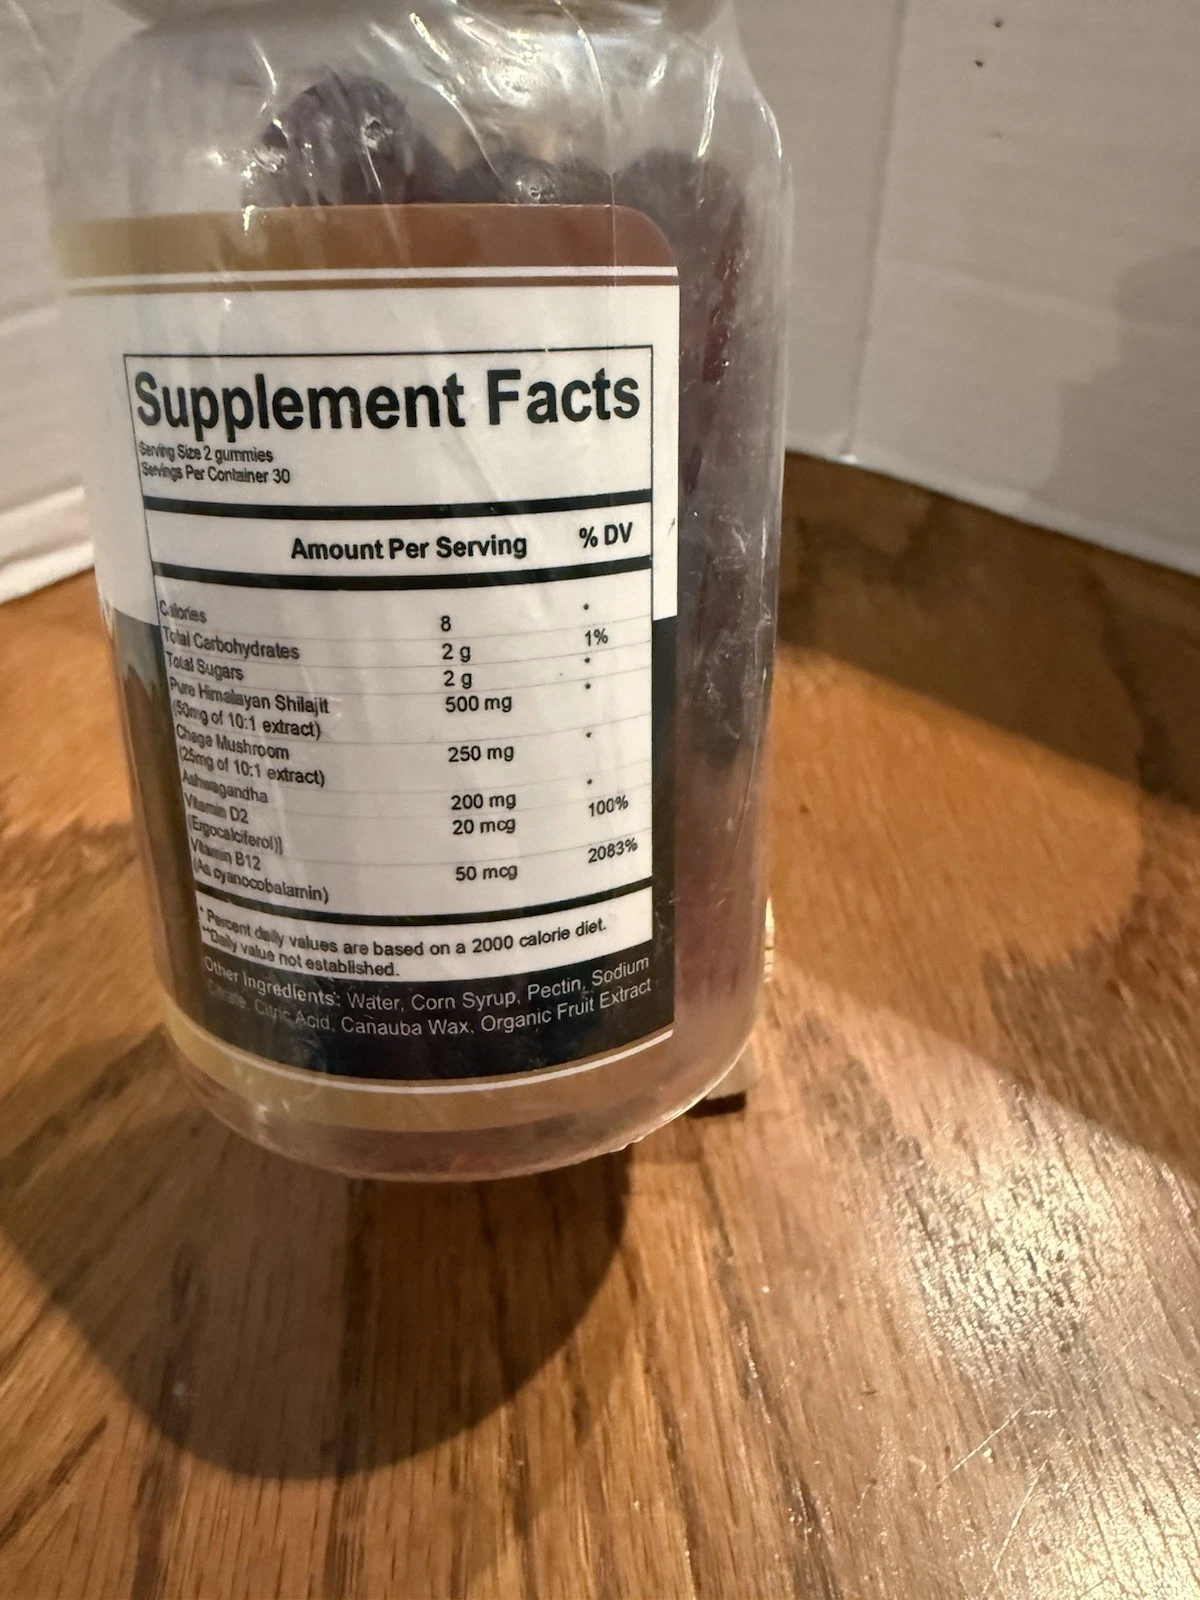 Supplement Facts
Serving Size 2 gummies
Servings Per Container 30
Amount Per Serving % DV
Calories 8 *
Total Carbohydrates 2 g 1%
Total Sugars 2 g *
Pure Himalayan Shilajit 500 mg *
(50mg of 10:1 extract)
Chaga Mushroom 250 mg *
(25mg of 10:1 extract)
Ashwagandha 200 mg *
Vitamin D2 20 mcg 100%
(Ergocalciferol)]
Vitamin B12 50 mcg 2083%
(As cyanocobalamin)
* Percent daily values are based on a 2000 calorie diet.
**Daily value not established.
Other Ingredients: Water, Corn Syrup, Pectin, Sodium
Citrate, Citric Acid, Canauba Wax, Organic Fruit Extract